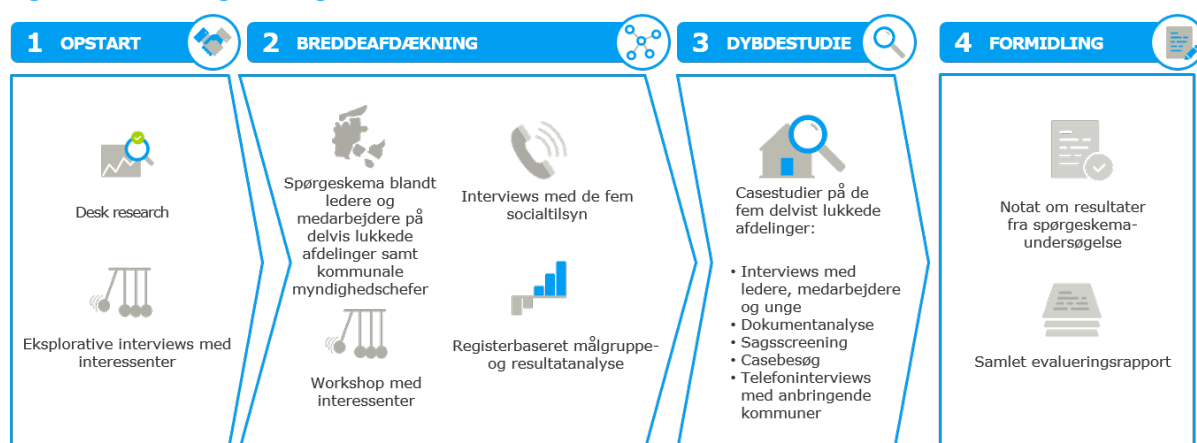 1 OPSTART
Desk research
Eksplorative interviews med
interessenter
2 BREDDEAFDÆKNING
Spørgeskema blandt
ledere og
medarbejdere på
delvis lukkede
afdelinger samt
kommunale
myndighedschefer
Workshop med
interessenter
Interviews med de fem
socialtilsyn
Registerbaseret målgruppe-
og resultatanalyse
3 DYBDESTUDIE
Casestudier på de
fem delvist lukkede
afdelinger:
• Interviews med
ledere, medarbejdere
og unge
• Dokumentanalyse
• Sagsscreening
• Casebesøg
• Telefoninterviews
med anbringende
kommuner
4 FORMIDLING
Notat om resultater
fra spørgeskema-
undersøgelse
Samlet evalueringsrapport